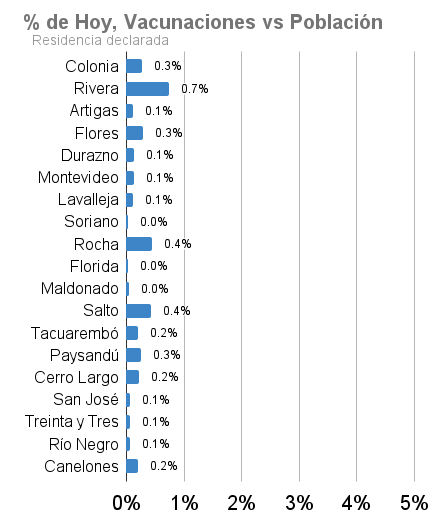 % de Hoy, Vacunaciones vs Población
Residencia declarada
Colonia 0.3%
Rivera 0.7%
Artigas 0.1%
Flores 0.3%
Durazno 0.1%
Montevideo 0.1%
Lavalleja 0.1%
Soriano 0.0%
Rocha 0.4%
Florida 0.0%
Maldonado 0.0%
Salto 0.4%
Tacuarembó 0.2%
Paysandú 0.3%
Cerro Largo 0.2%
San José 0.1%
Treinta y Tres 0.1%
Río Negro 0.1%
Canelones 0.2%
0% 1% 2% 3% 4% 5%